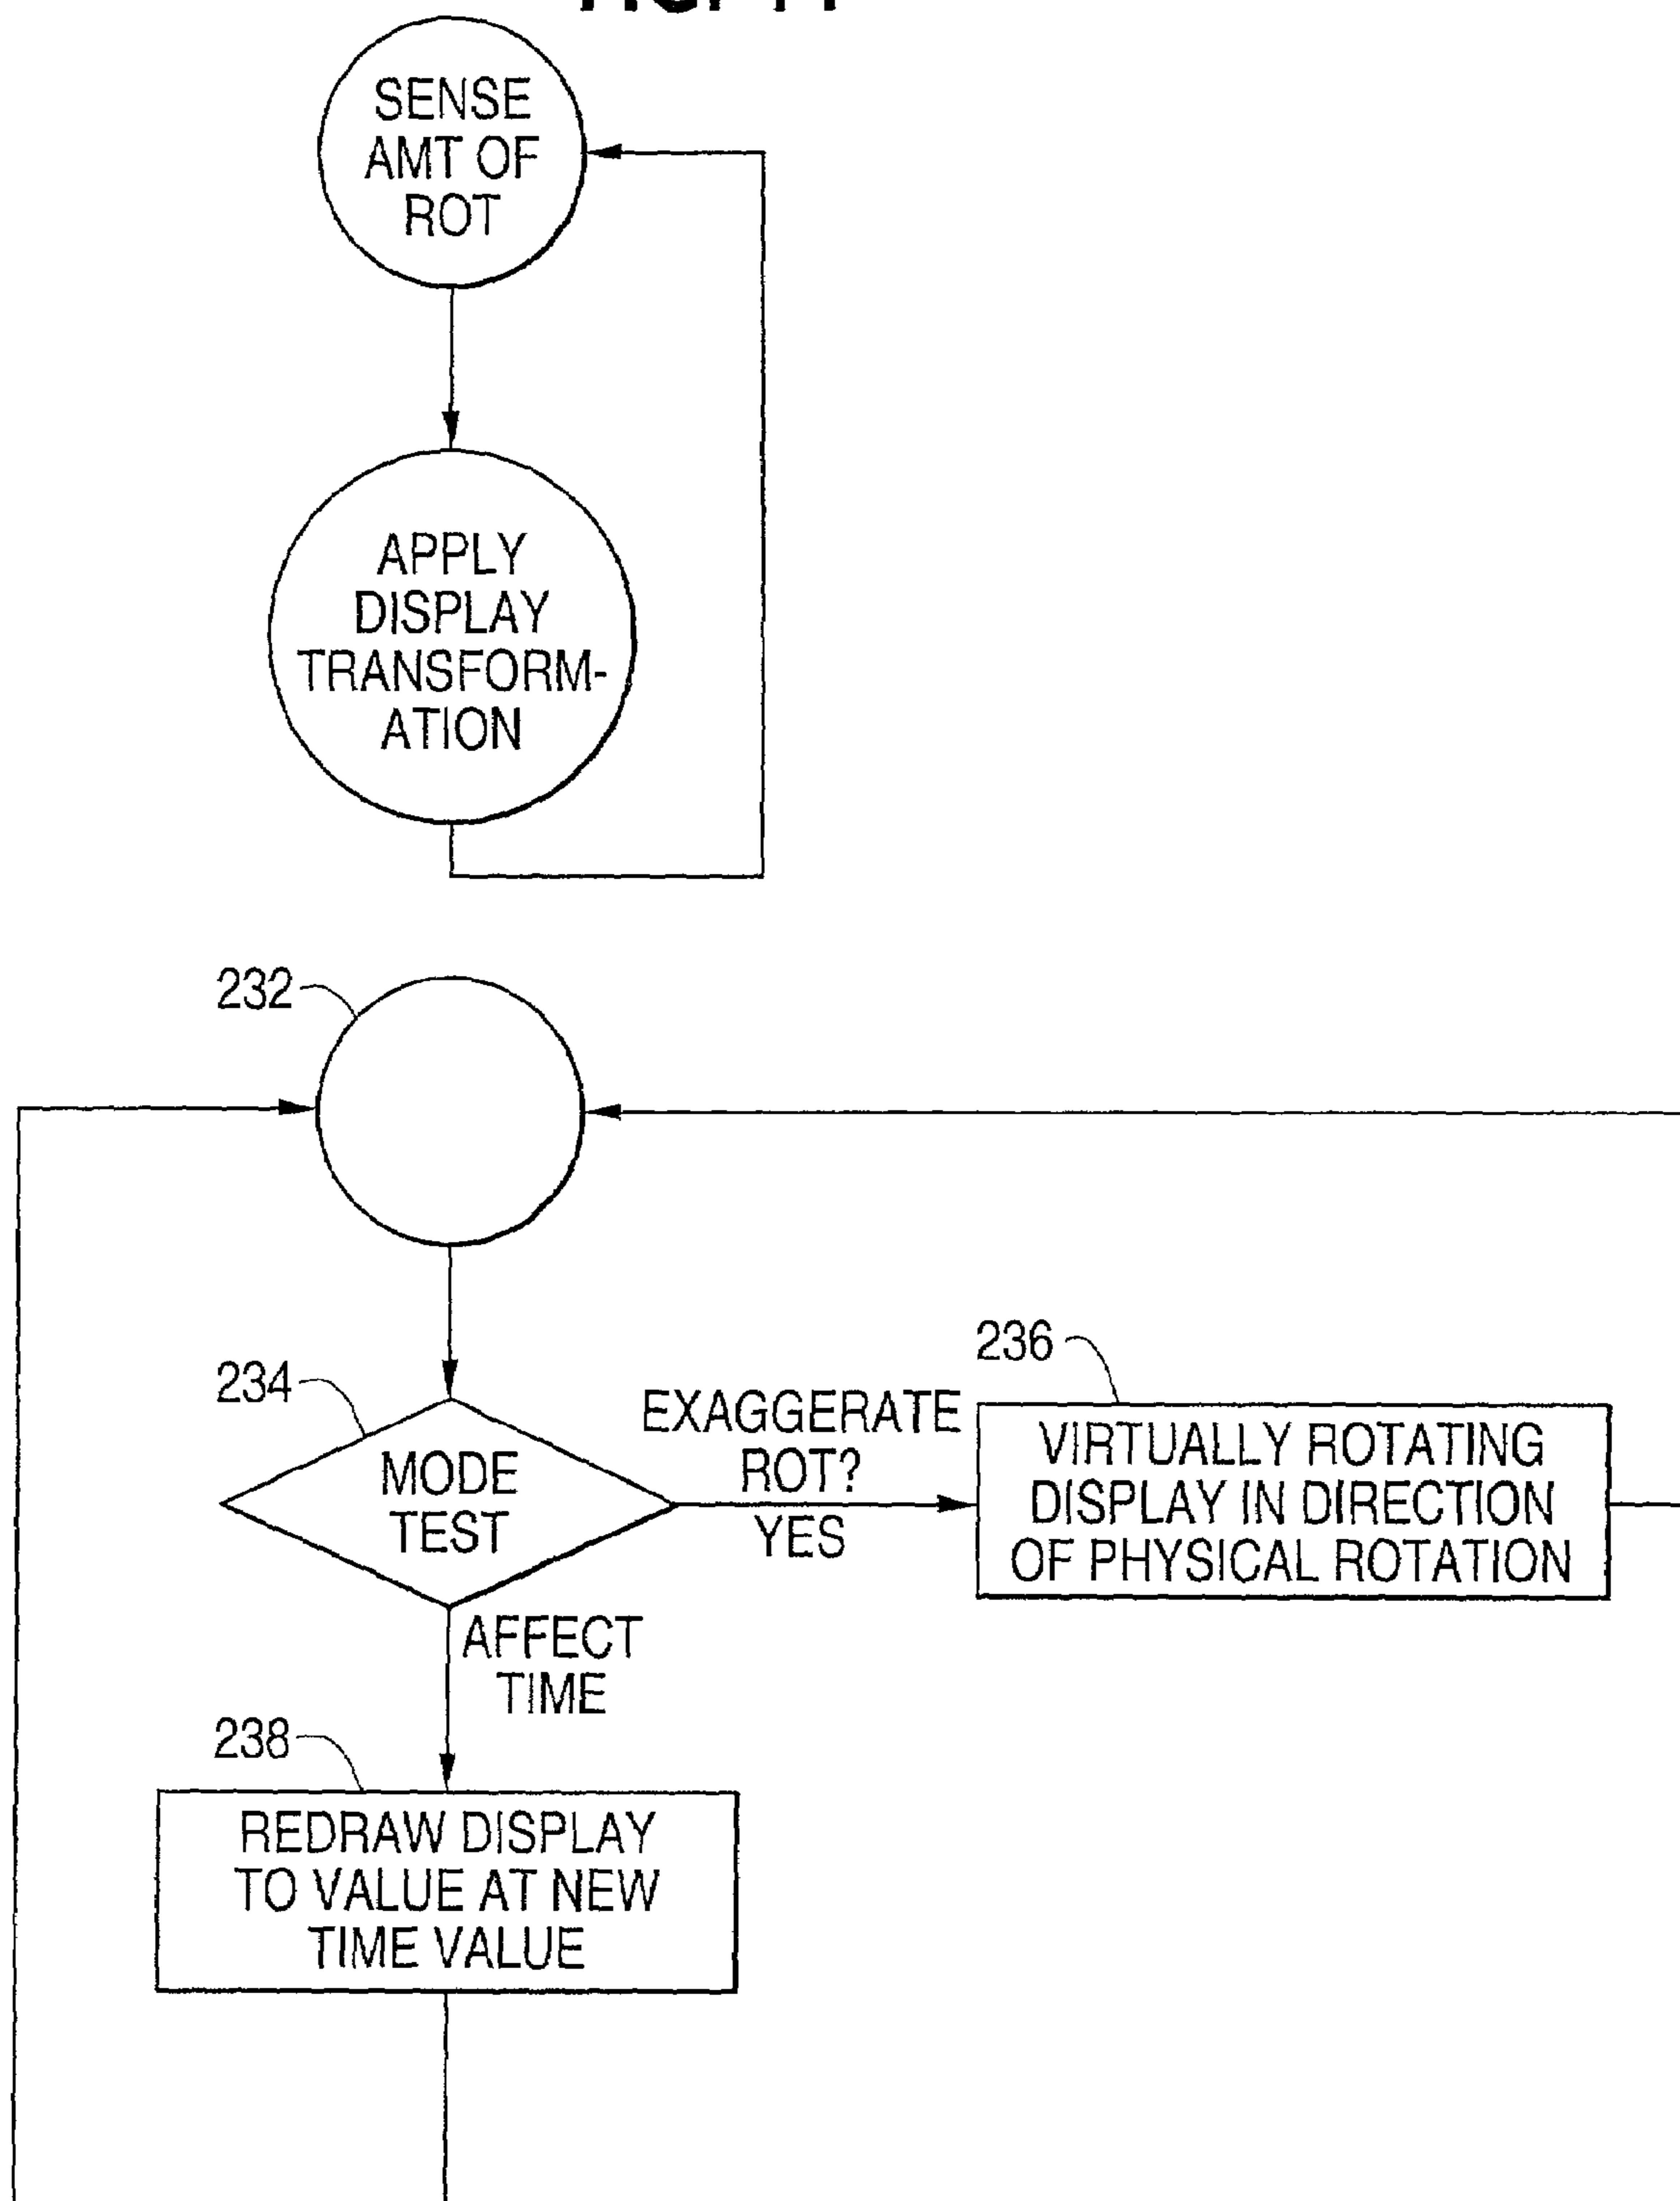 SENSE
AMT OF
ROT
APPLY
DISPLAY
TRANSFORM-
ATION
232
234
MODE
TEST
EXAGGERATE
ROT?
YES
236
VIRTUALLY ROTATING
DISPLAY IN DIRECTION
OF PHYSICAL ROTATION
AFFECT
TIME
238
REDRAW DISPLAY
TO VALUE AT NEW
TIME VALUE